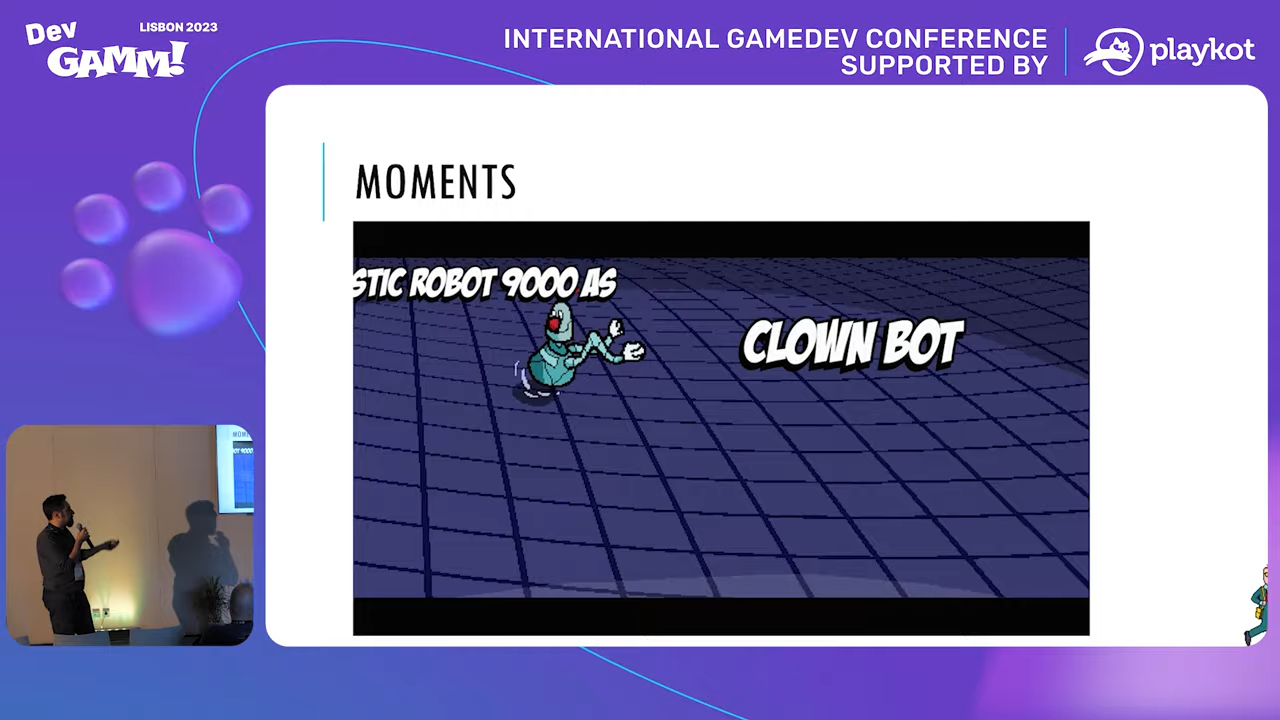 Dev
GAMM!
LISBON 2023
INTERNATIONAL GAMEDEV CONFERENCE
SUPPORTED BY
playkot
MOMENTS
STIC ROBOT 9000 AS
CLOWN BOT